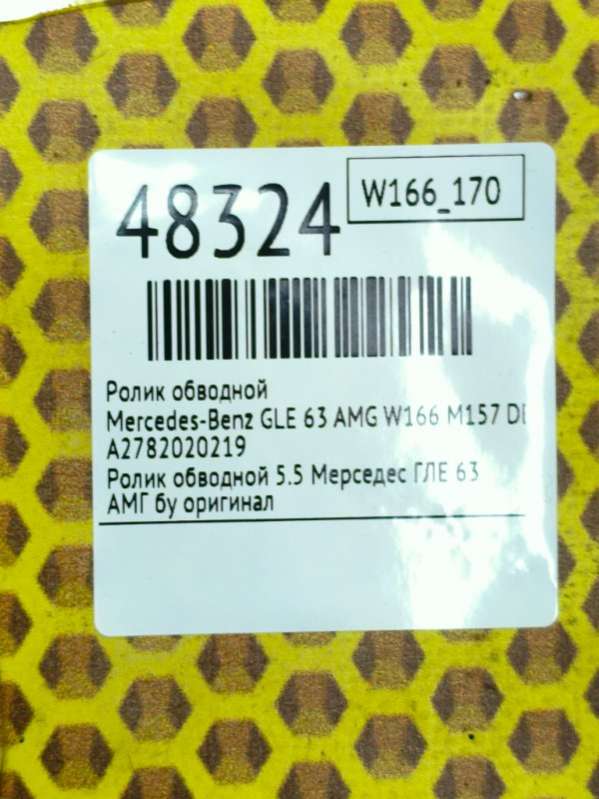 48324
W166_170
Ролик обводной
Mercedes-Benz GLE 63 AMG W166 M157 DE
A2782020219
Ролик обводной 5.5 Мерседес ГЛЕ 63
АМГ бу оригинал